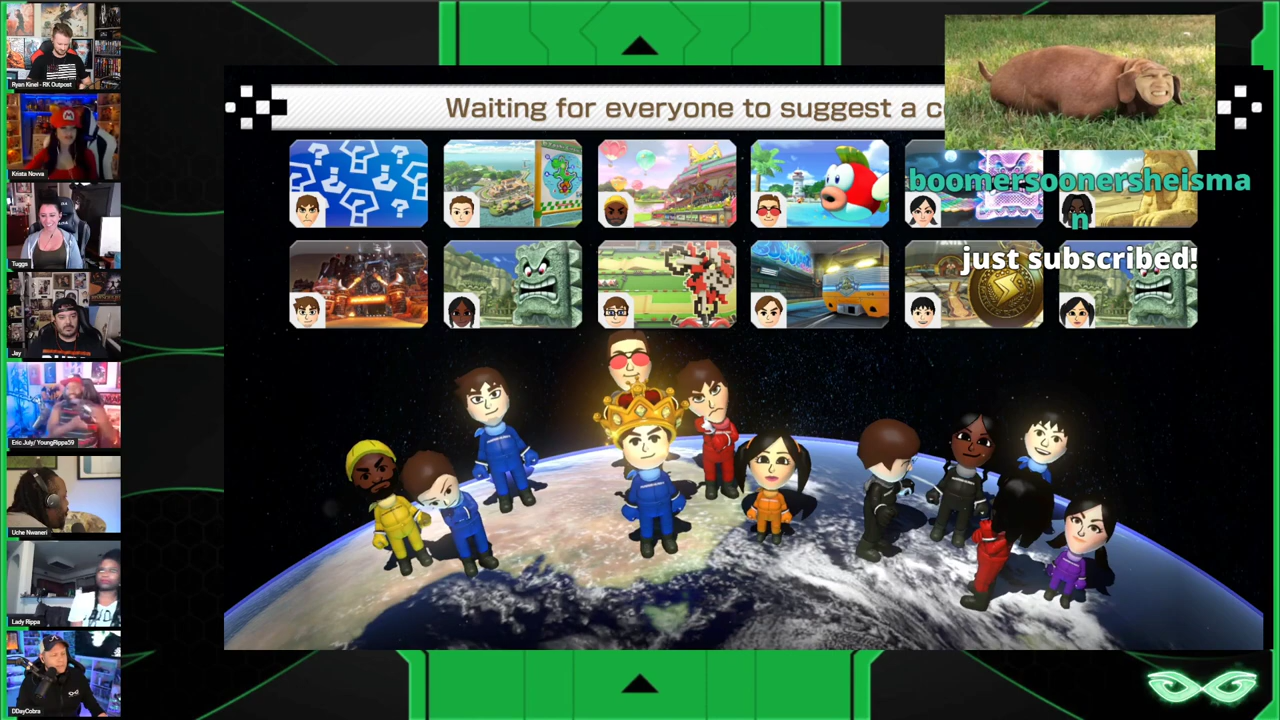 Ryan Kinel - RK Outpost
Krista Novva
Tuggs
Jay
Eric July/ YoungRippa59
Uche Nwaneri
Lady Rippa
DDayCobra
Waiting for everyone to suggest a c
boomersoonersheisma
n
just subscribed!